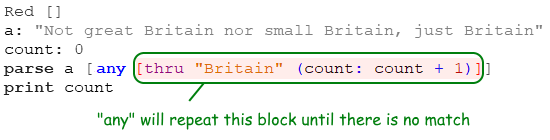 Red []
a: "Not great Britain nor small Britain, just Britain"
count: 0
parse a [any [thru "Britain" (count: count + 1)]]
print count
"any" will repeat this block until there is no match